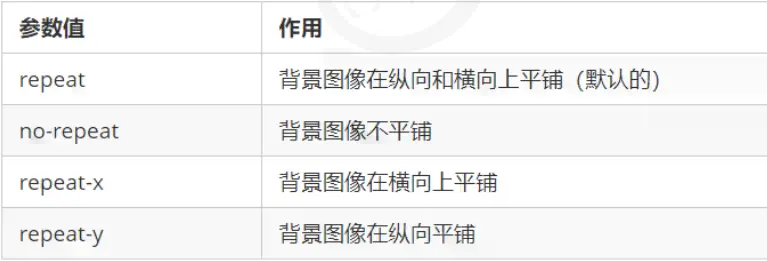 参数值 作用
repeat 背景图像在纵向和横向上平铺（默认的）
no-repeat 背景图像不平铺
repeat-x 背景图像在横向上平铺
repeat-y 背景图像在纵向平铺